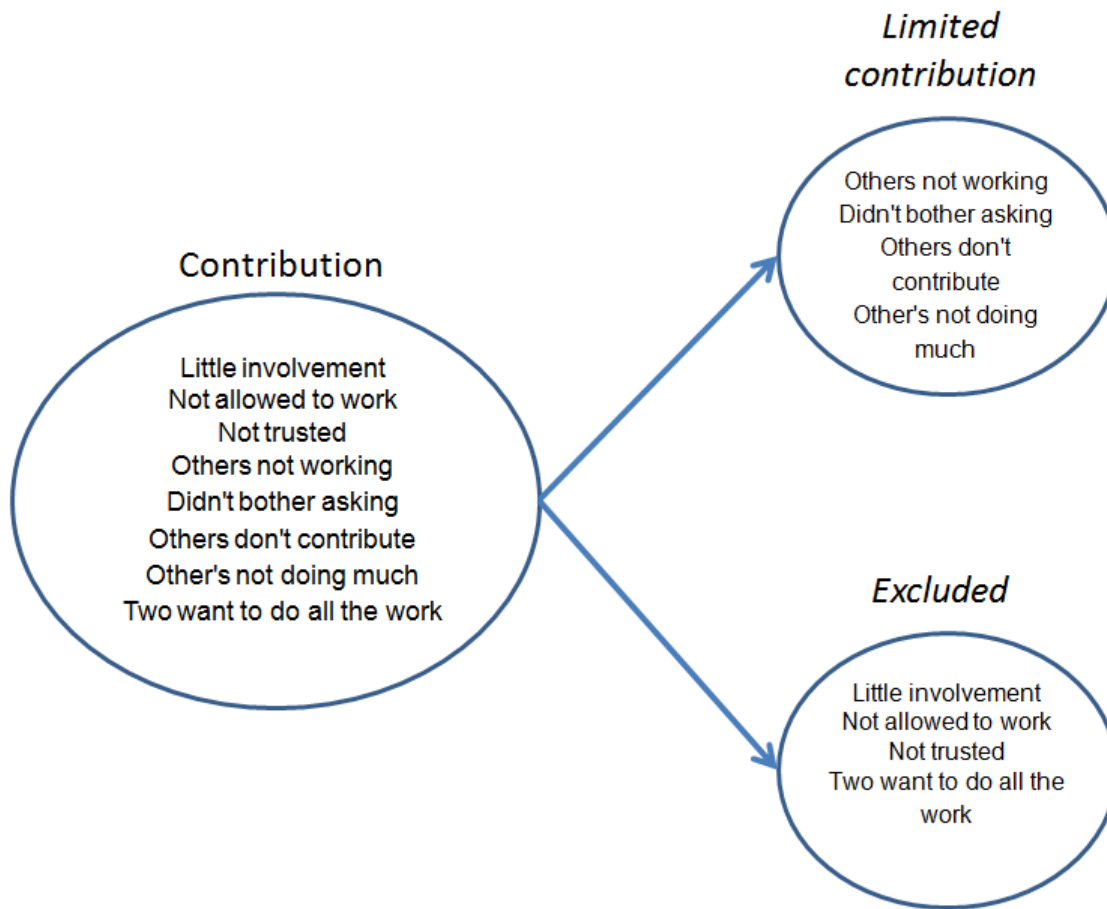 Limited
contribution
Others not working
Didn't bother asking
Others don't
contribute
Other's not doing
much
Contribution
Little involvement
Not allowed to work
Not trusted
Others not working
Didn't bother asking
Others don't contribute
Other's not doing much
Two want to do all the work
Excluded
Little involvement
Not allowed to work
Not trusted
Two want to do all the
work